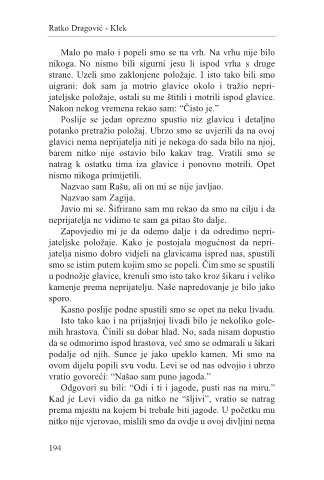 Ratko Dragović - Klek
Malo po malo i popeli smo se na vrh. Na vrhu nije bilo
nikoga. No nismo bili sigurni jesu li ispod vrha s druge
strane. Uzeli smo zaklonjene položaje. I isto tako bili smo
uigrani: dok sam ja motrio glavice okolo i tražio nepri-
jateljske položaje, ostali su me štitili i motrili ispod glavice.
Nakon nekog vremena rekao sam: “Čisto je.”
Poslije se jedan oprezno spustio niz glavicu i detaljno
potanko pretražio položaj. Ubrzo smo se uvjerili da na ovoj
glavici nema neprijatelja niti je nekoga do sada bilo na njoj,
barem nitko nije ostavio bilo kakav trag. Vratili smo se
natrag k ostatku tima iza glavice i ponovno motrili. Opet
nismo nikoga primijetili.
Nazvao sam Rašu, ali on mi se nije javljao.
Nazvao sam Zagija.
Javio mi se. Šifrirano sam mu rekao da smo na cilju i da
neprijatelja ne vidimo te sam ga pitao što dalje.
Zapovjedio mi je da odemo dalje i da odredimo nepri-
jateljske položaje. Kako je postojala mogućnost da nepri-
jatelja nismo dobro vidjeli na glavicama ispred nas, spustili
smo se istim putem kojim smo se popeli. Čim smo se spustili
u podnožje glavice, krenuli smo isto tako kroz šikaru i veliko
kamenje prema neprijatelju. Naše napredovanje je bilo jako
sporo.
Kasno poslije podne spustili smo se opet na neku livadu.
Isto tako kao i na prijašnjoj livadi bilo je nekoliko gole-
mih hrastova. Činili su dobar hlad. No, sada nisam dopustio
da se odmorimo ispod hrastova, već smo se odmarali u šikari
podalje od njih. Sunce je jako upeklo kamen. Mi smo na
ovom dijelu popili svu vodu. Levi se od nas odvojio i ubrzo
vratio govoreći: “Našao sam puno jagoda.”
Odgovori su bili: “Odi i ti i jagode, pusti nas na miru.”
Kad je Levi vidio da ga nitko ne “šljivi”, vratio se natrag
prema mjestu na kojem bi trebale biti jagode. U početku mu
nitko nije vjerovao, mislili smo da ovdje u ovoj divljini nema
194